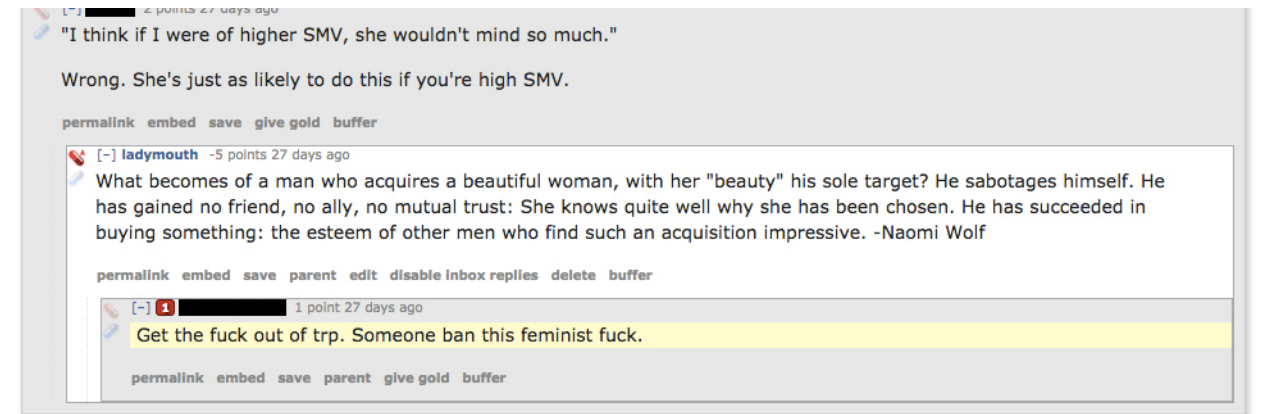 [-] 2 points 27 days ago
"I think if I were of higher SMV, she wouldn't mind so much."
Wrong. She's just as likely to do this if you're high SMV.
permalink embed save give gold buffer
[-] ladymouth -5 points 27 days ago
What becomes of a man who acquires a beautiful woman, with her "beauty" his sole target? He sabotages himself. He
has gained no friend, no ally, no mutual trust: She knows quite well why she has been chosen. He has succeeded in
buying something: the esteem of other men who find such an acquisition impressive. -Naomi Wolf
permalink embed save parent edit disable inbox replies delete buffer
[-] 1 1 point 27 days ago
Get the fuck out of trp. Someone ban this feminist fuck.
permalink embed save parent give gold buffer